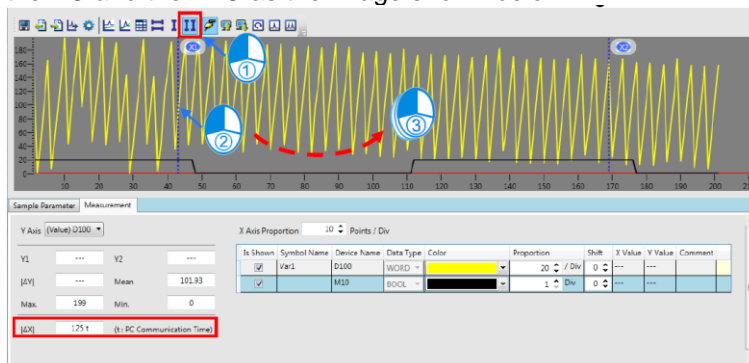 X1
X2
①
②
③
180
160
140
120
100
80
60
40
20
0
10 20 30 40 50 60 70 80 90 100 110 120 130 140 150 160 170 180 190 200
Sample Parameter Measurement
Y Axis (Value) D100
X Axis Proportion 10 Points / Div
Y1 --- Y2 ---
|ΔY| --- Mean 101.93
Max. 199 Min. 0
|ΔX| 125 t (t: PC Communication Time)
Is Shown Symbol Name Device Name Data Type Color Proportion Shift X Value Y Value Comment
Var1 D100 WORD 20 / Div 0 --- ---
M10 BOOL 1 Div 0 --- ---